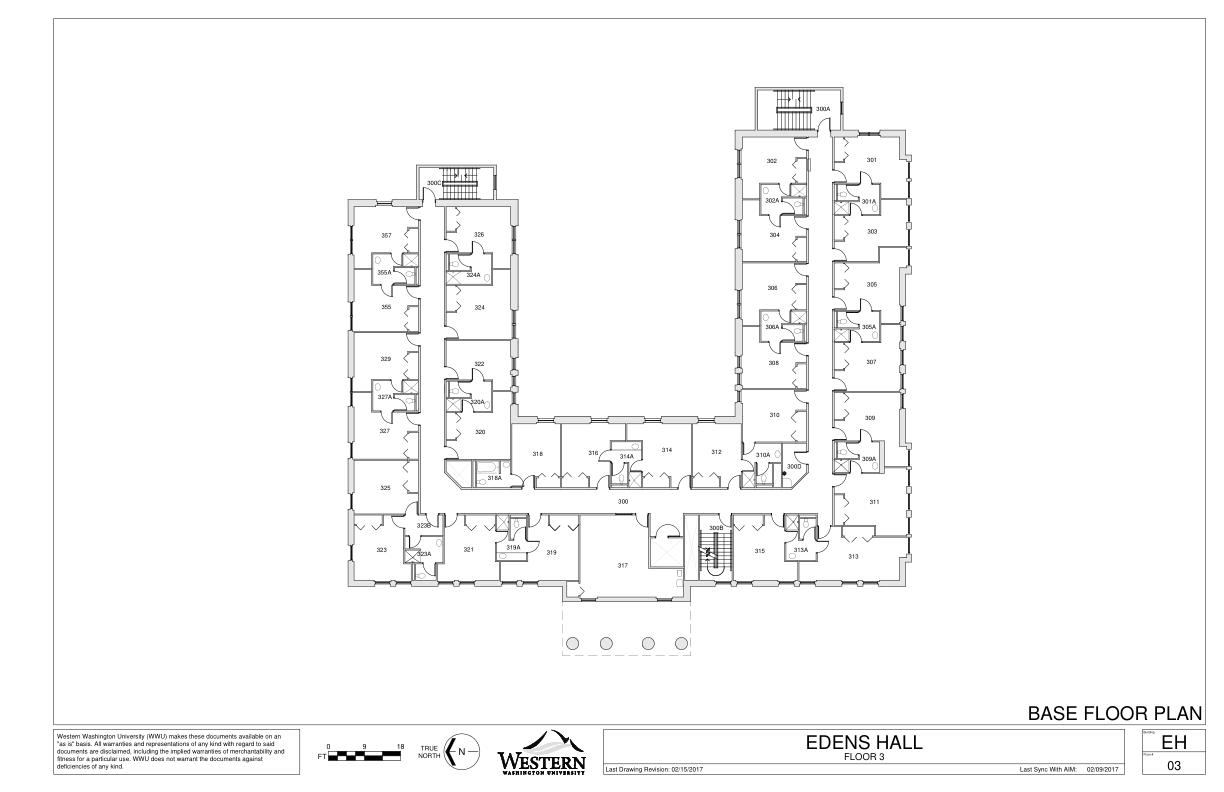 300A
302
301
300C
302A
301A
357
326
304
303
355A
324A
306
305
355
324
306A
305A
329
322
308
307
327A
320A
310
309
327
320
318
316
314
312
314A
310A
309A
300D
325
318A
300
311
323B
300B
323
323A
321
319A
319
317
315
313A
313
BASE FLOOR PLAN
Western Washington University (WWU) makes these documents available on an
"as is" basis. All warranties and representations of any kind with regard to said
documents are disclaimed, including the implied warranties of merchantability and
fitness for a particular use. WWU does not warrant the documents against
deficiencies of any kind.
0 9 18
FT
TRUE
NORTH
N
WESTERN
WASHINGTON UNIVERSITY
EDENS HALL
FLOOR 3
Last Drawing Revision: 02/15/2017
Last Sync With AIM: 02/09/2017
EH
03